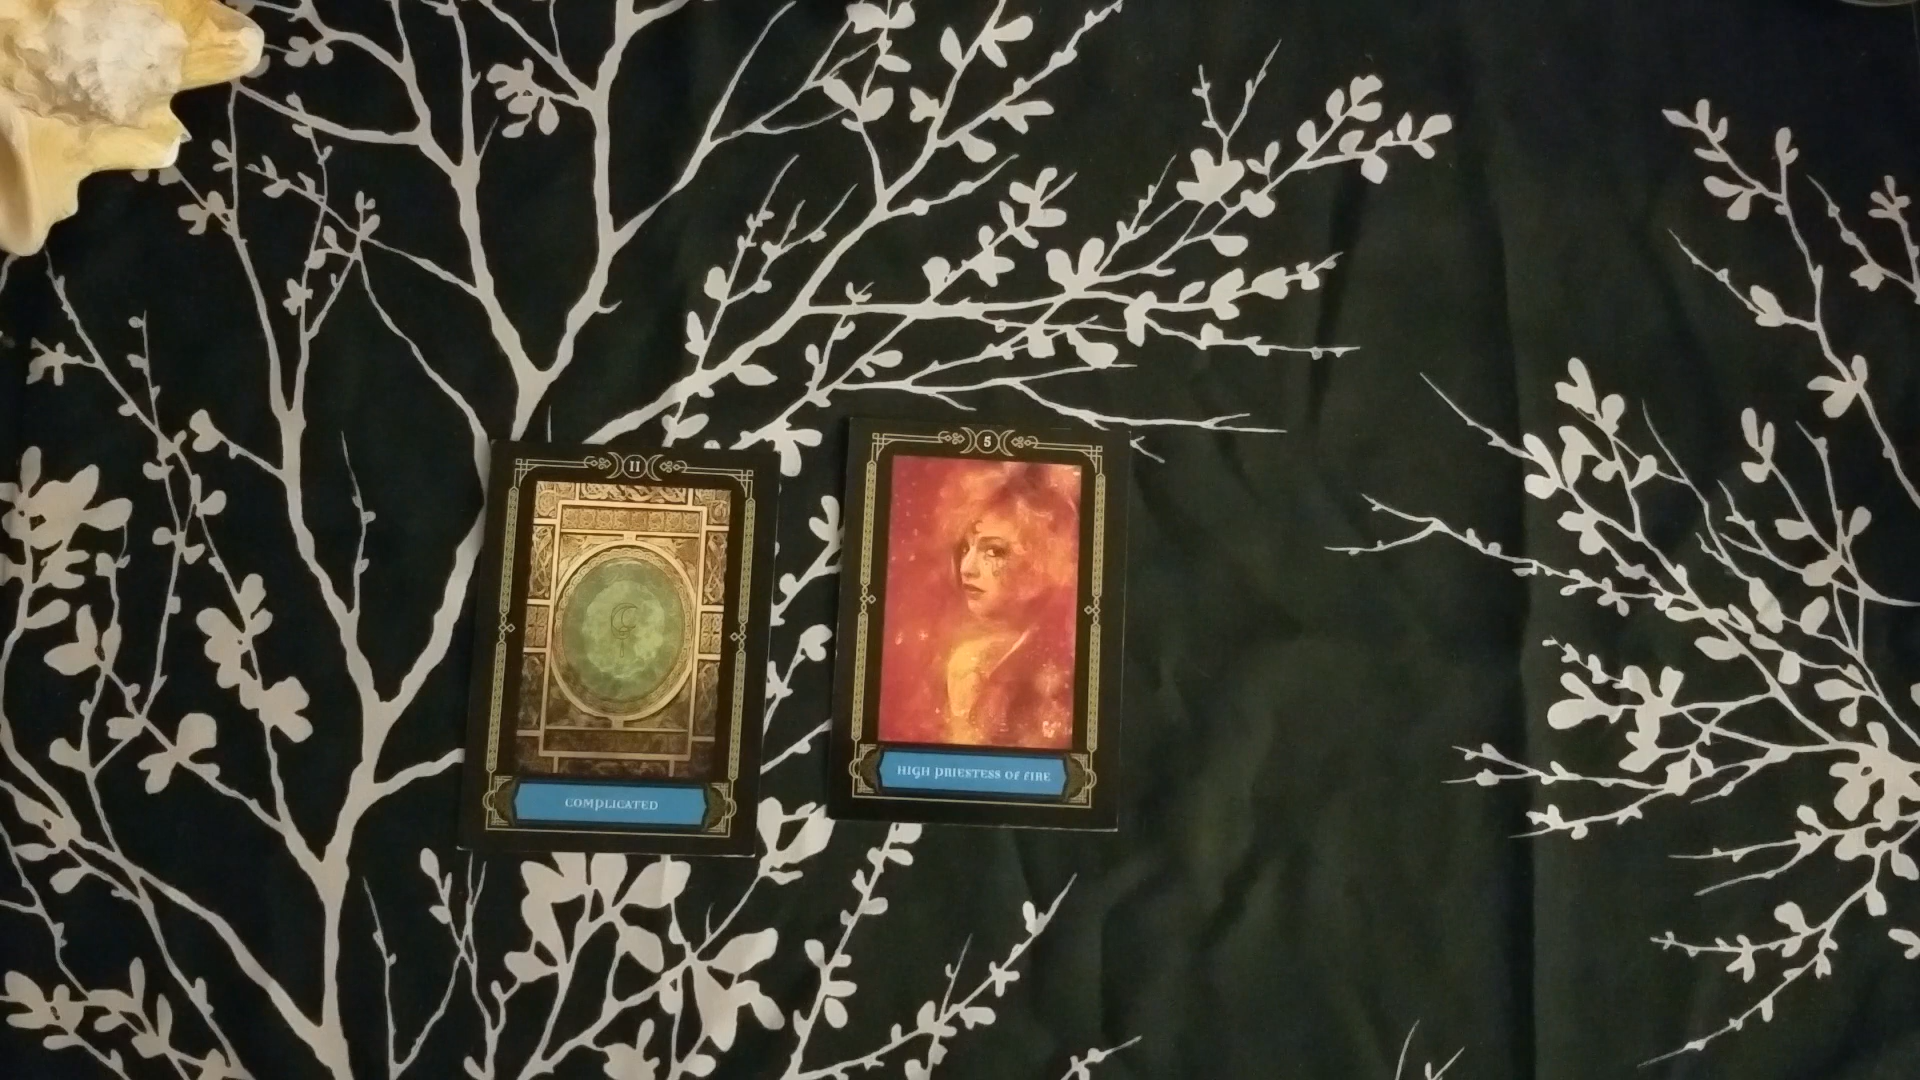 II
COMPLICATED
5
HIGH PRIESTESS OF FIRE